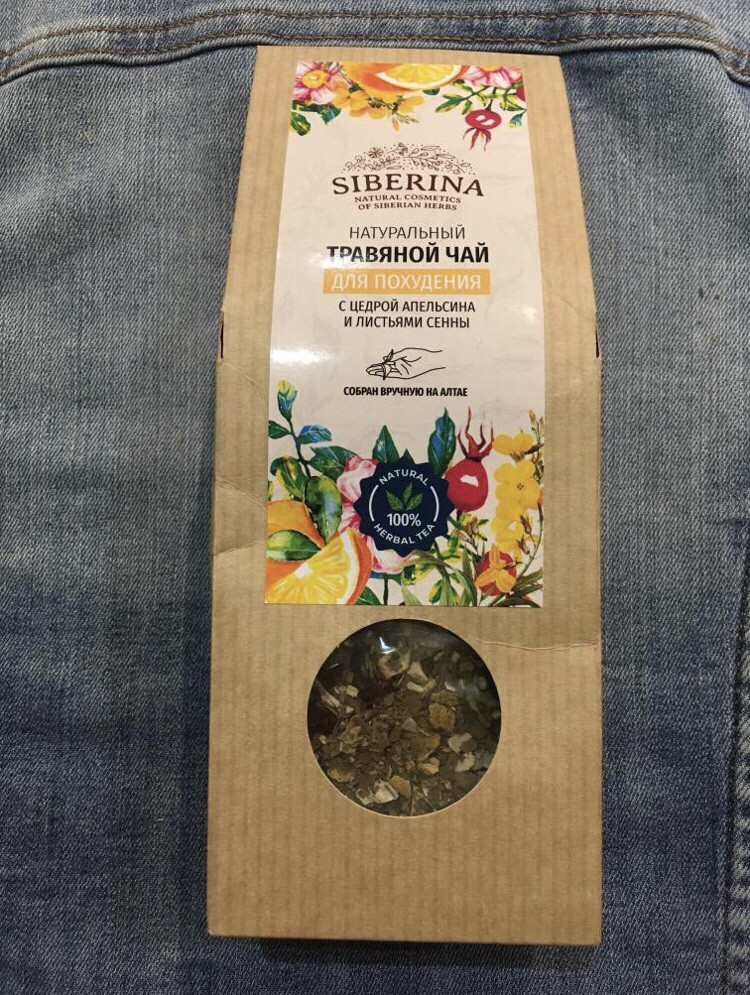 SIBERINA
NATURAL COSMETICS
OF SIBERIAN HERBS
НАТУРАЛЬНЫЙ
ТРАВЯНОЙ ЧАЙ
ДЛЯ ПОХУДЕНИЯ
С ЦЕДРОЙ АПЕЛЬСИНА
И ЛИСТЬЯМИ СЕННЫ
СОБРАН ВРУЧНУЮ НА АЛТАЕ
NATURAL
100%
HERBAL TEA